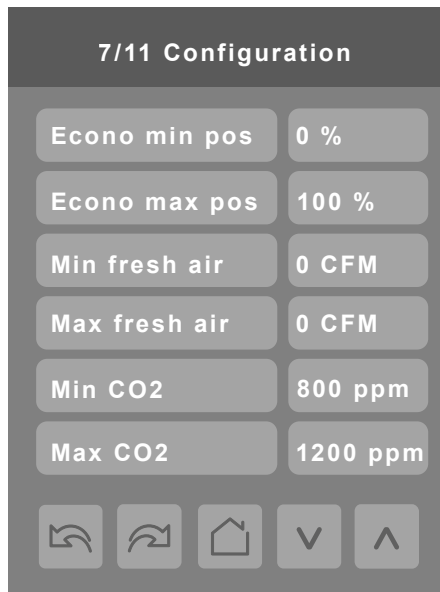 7/11 Configuration
Econo min pos 0 %
Econo max pos 100 %
Min fresh air 0 CFM
Max fresh air 0 CFM
Min CO2 800 ppm
Max CO2 1200 ppm